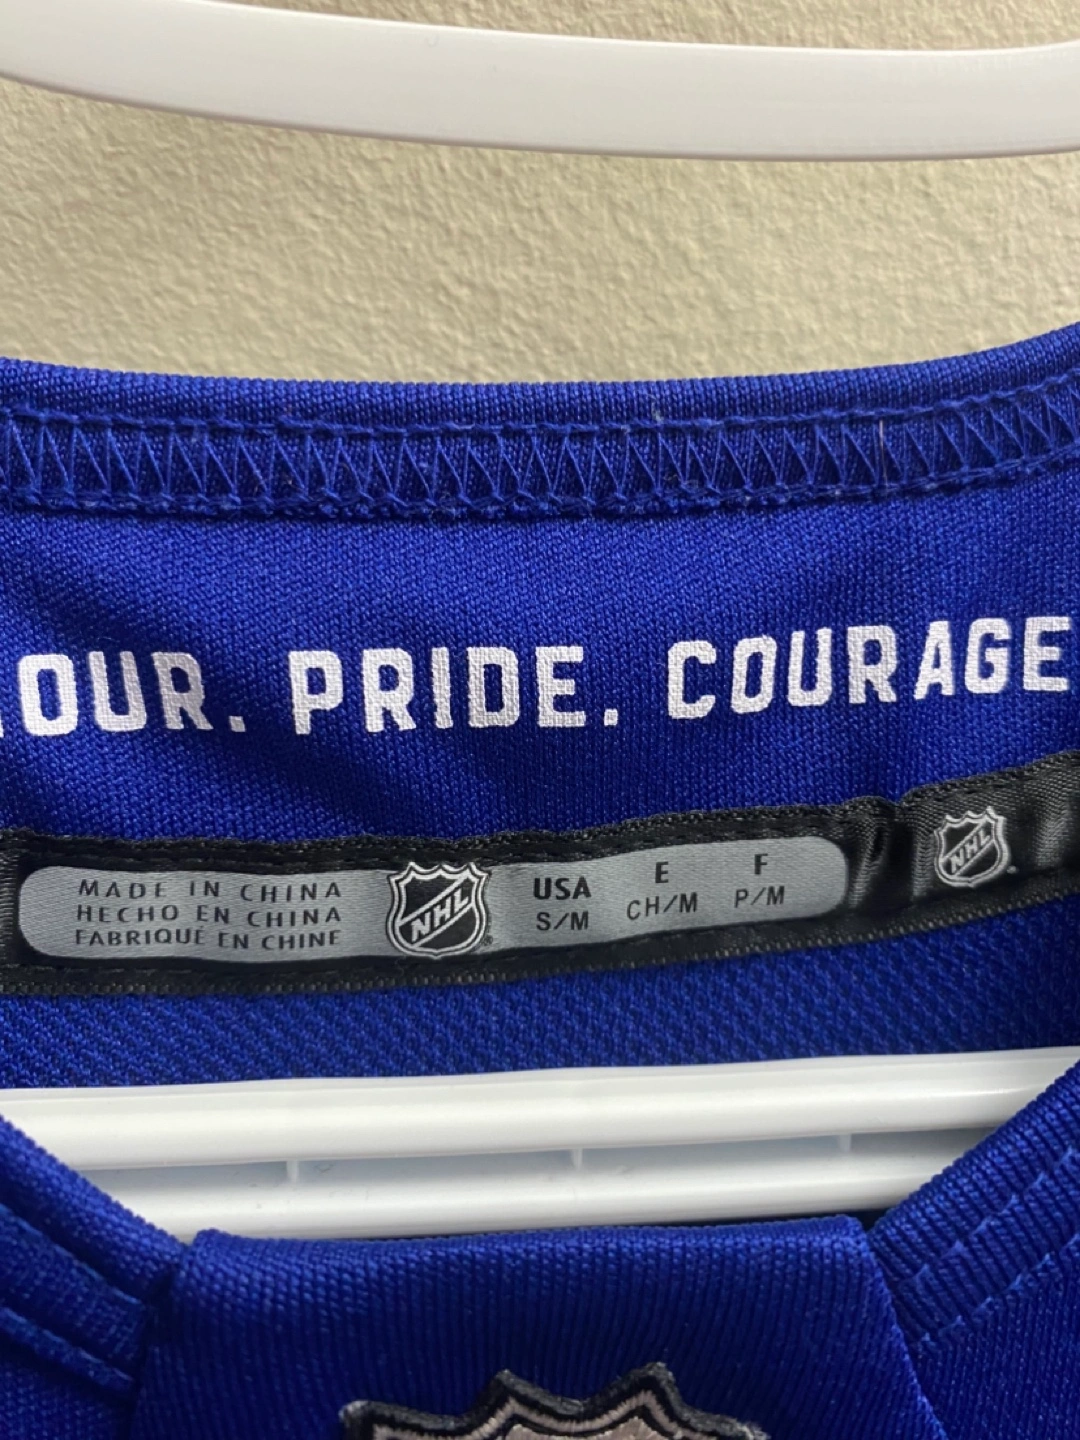 OUR. PRIDE. COURAGE
MADE IN CHINA
HECHO EN CHINA
FABRIQUÉ EN CHINE
NHL
USA
S/M
E
CH/M
F
P/M
NHL